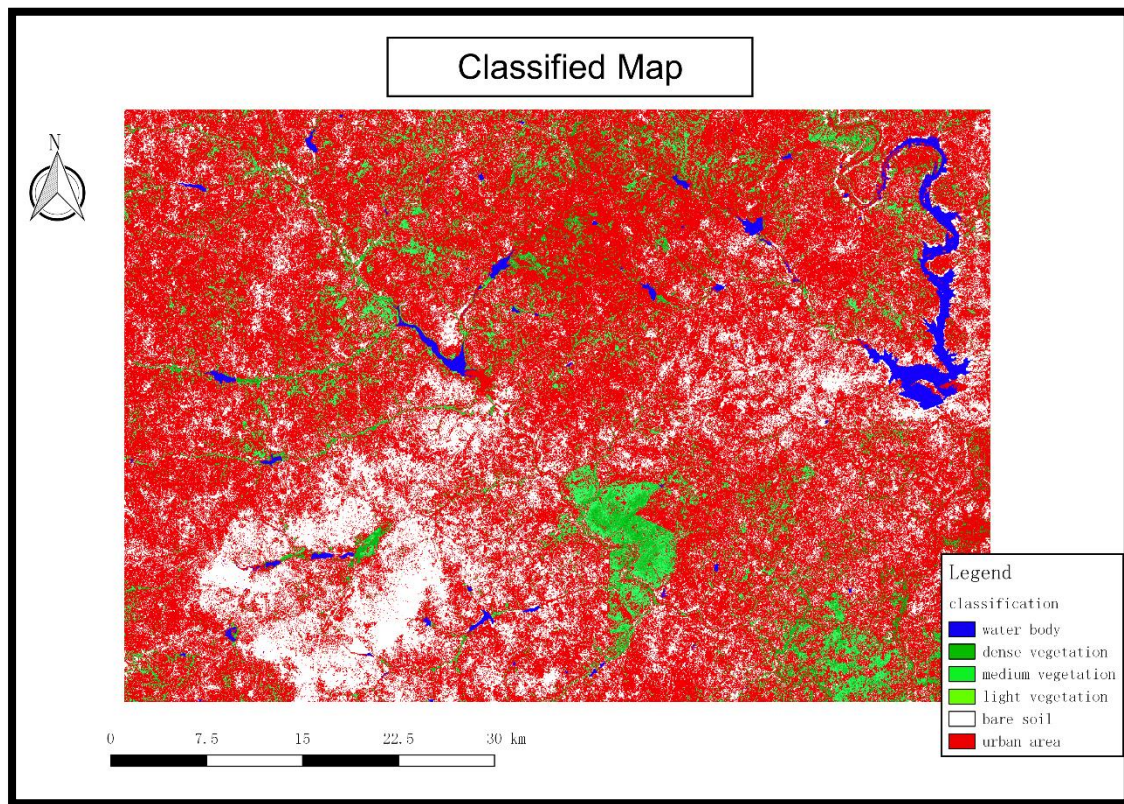 Classified Map
N
Legend
classification
water body
dense vegetation
medium vegetation
light vegetation
bare soil
urban area
0 7.5 15 22.5 30 km